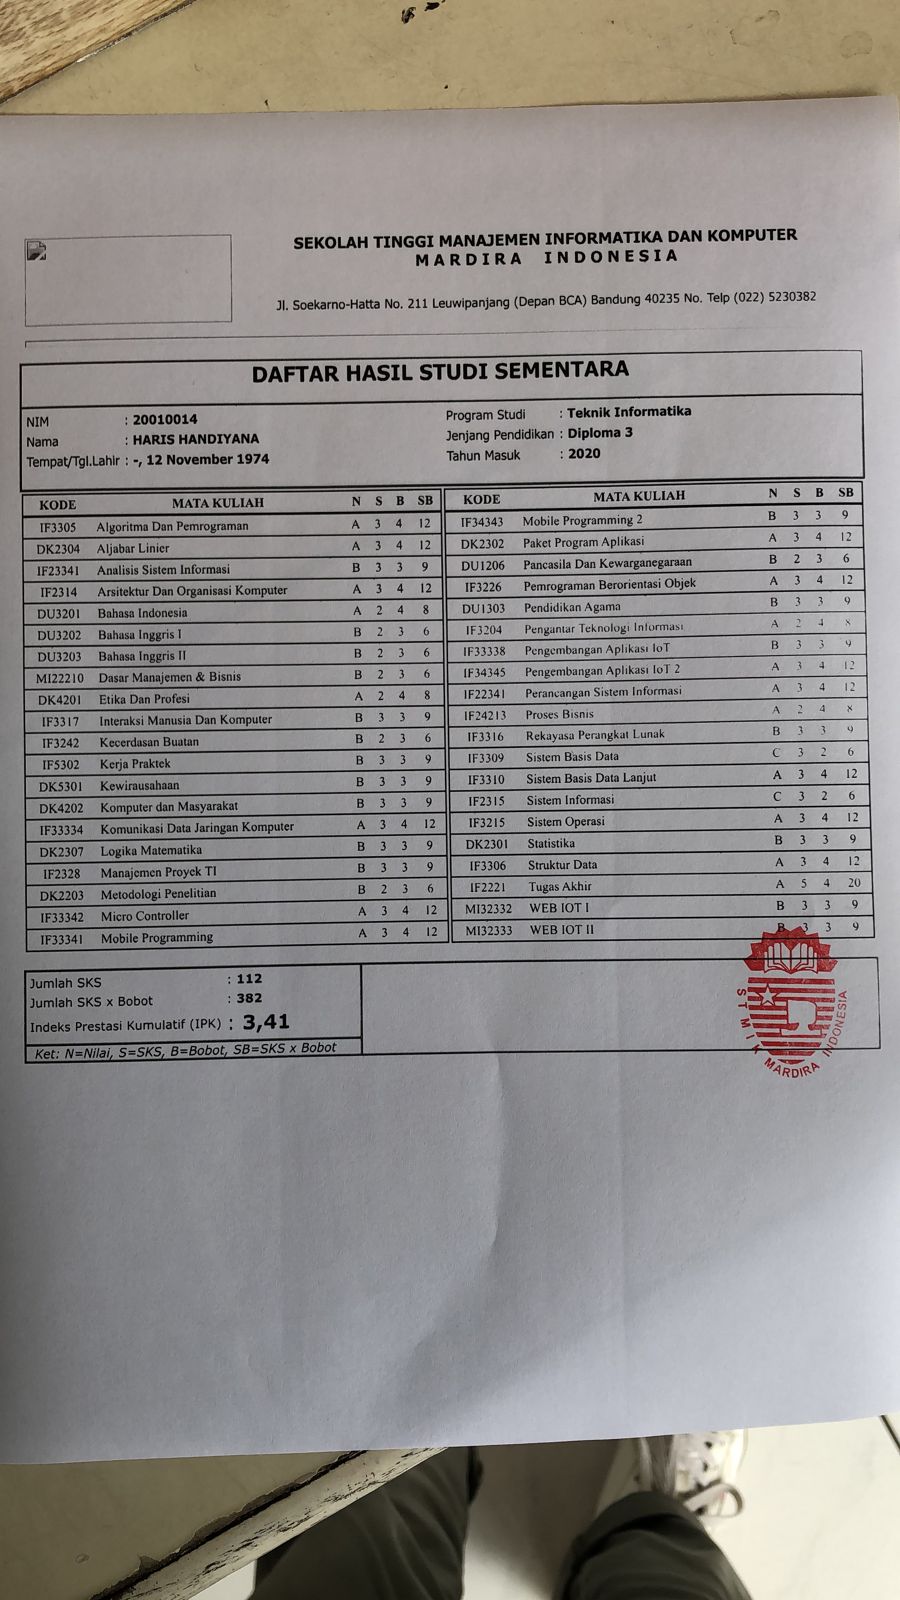 SEKOLAH TINGGI MANAJEMEN INFORMATIKA DAN KOMPUTER
MARDIRA INDONESIA
Jl. Soekarno-Hatta No. 211 Leuwipanjang (Depan BCA) Bandung 40235 No. Telp (022) 5230382
DAFTAR HASIL STUDI SEMENTARA
NIM : 20010014
Nama : HARIS HANDIYANA
Tempat/Tgl.Lahir : -, 12 November 1974
Program Studi : Teknik Informatika
Jenjang Pendidikan : Diploma 3
Tahun Masuk : 2020
KODE MATA KULIAH N S B SB
IF3305 Algoritma Dan Pemrograman A 3 4 12
DK2304 Aljabar Linier A 3 4 12
IF23341 Analisis Sistem Informasi B 3 3 9
IF2314 Arsitektur Dan Organisasi Komputer A 3 4 12
DU3201 Bahasa Indonesia A 2 4 8
DU3202 Bahasa Inggris I B 2 3 6
DU3203 Bahasa Inggris II B 2 3 6
MI22210 Dasar Manajemen & Bisnis B 2 3 6
DK4201 Etika Dan Profesi A 2 4 8
IF3317 Interaksi Manusia Dan Komputer B 3 3 9
IF3242 Kecerdasan Buatan B 2 3 6
IF5302 Kerja Praktek B 3 3 9
DK5301 Kewirausahaan B 3 3 9
DK4202 Komputer dan Masyarakat B 3 3 9
IF33334 Komunikasi Data Jaringan Komputer A 3 4 12
DK2307 Logika Matematika B 3 3 9
IF2328 Manajemen Proyek TI B 3 3 9
DK2203 Metodologi Penelitian B 2 3 6
IF33342 Micro Controller A 3 4 12
IF33341 Mobile Programming A 3 4 12
KODE MATA KULIAH N S B SB
IF34343 Mobile Programming 2 B 3 3 9
DK2302 Paket Program Aplikasi A 3 4 12
DU1206 Pancasila Dan Kewarganegaraan B 2 3 6
IF3226 Pemrograman Berorientasi Objek A 3 4 12
DU1303 Pendidikan Agama B 3 3 9
IF3204 Pengantar Teknologi Informasi A 2 4 8
IF33338 Pengembangan Aplikasi IoT B 3 3 9
IF34345 Pengembangan Aplikasi IoT 2 A 3 4 12
IF22341 Perancangan Sistem Informasi A 3 4 12
IF24213 Proses Bisnis A 2 4 8
IF3316 Rekayasa Perangkat Lunak B 3 3 9
IF3309 Sistem Basis Data C 3 2 6
IF3310 Sistem Basis Data Lanjut A 3 4 12
IF2315 Sistem Informasi C 3 2 6
IF3215 Sistem Operasi A 3 4 12
DK2301 Statistika B 3 3 9
IF3306 Struktur Data A 3 4 12
IF2221 Tugas Akhir A 5 4 20
MI32332 WEB IOT I B 3 3 9
MI32333 WEB IOT II B 3 3 9
Jumlah SKS : 112
Jumlah SKS x Bobot : 382
Indeks Prestasi Kumulatif (IPK) : 3,41
Ket: N=Nilai, S=SKS, B=Bobot, SB=SKS x Bobot
STMIK MARDIRA INDONESIA